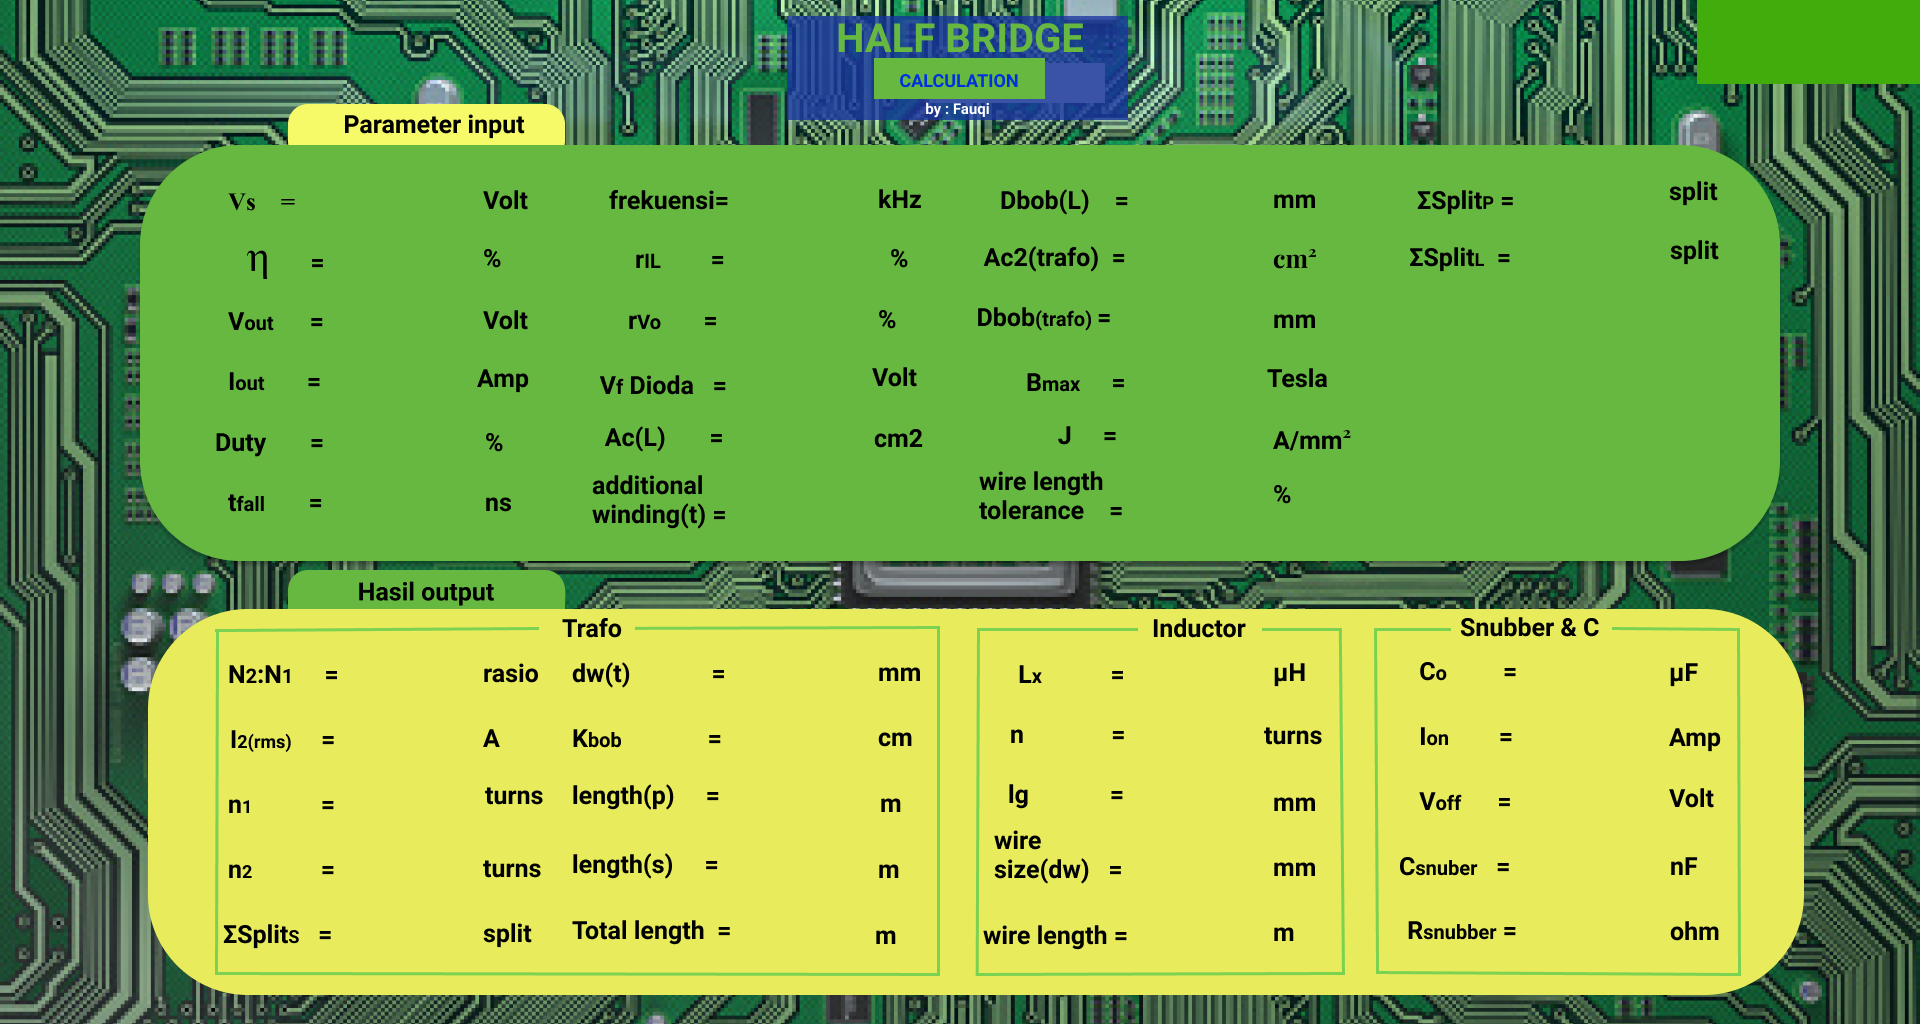 HALF BRIDGE
CALCULATION
by : Fauqi
Parameter input
Vs = Volt frekuensi= kHz Dbob(L) = mm ΣSplitP = split
η = % rIL = % Ac2(trafo) = cm² ΣSplitL = split
Vout = Volt rVo = % Dbob(trafo) = mm
Iout = Amp Vf Dioda = Volt Bmax = Tesla
Duty = % Ac(L) = cm2 J = A/mm²
tfall = ns additional winding(t) = wire length tolerance = %
Hasil output
Trafo Inductor Snubber & C
N2:N1 = rasio dw(t) = mm Lx = µH Co = µF
I2(rms) = A Kbob = cm n = turns Ion = Amp
n1 = turns length(p) = m lg = mm Voff = Volt
n2 = turns length(s) = m wire size(dw) = mm Csnuber = nF
ΣSplitS = split Total length = m wire length = m Rsnubber = ohm